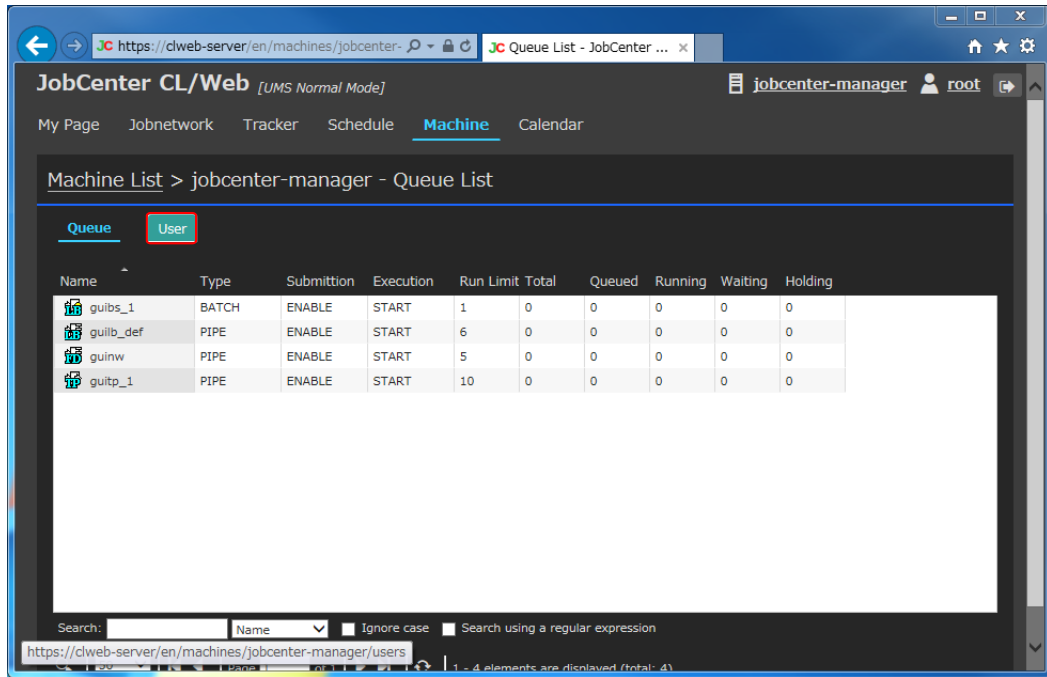 JC https://clweb-server/en/machines/jobcenter-
JC Queue List - JobCenter ... ×
JobCenter CL/Web [UMS Normal Mode]
jobcenter-manager root
My Page Jobnetwork Tracker Schedule Machine Calendar
Machine List > jobcenter-manager - Queue List
Queue User
Name Type Submittion Execution Run Limit Total Queued Running Waiting Holding
guibs_1 BATCH ENABLE START 1 0 0 0 0 0
guilb_def PIPE ENABLE START 6 0 0 0 0 0
guinw PIPE ENABLE START 5 0 0 0 0 0
guitp_1 PIPE ENABLE START 10 0 0 0 0 0
Search: Name Ignore case Search using a regular expression
https://clweb-server/en/machines/jobcenter-manager/users
Page 1 of 1 1 - 4 elements are displayed (total: 4)